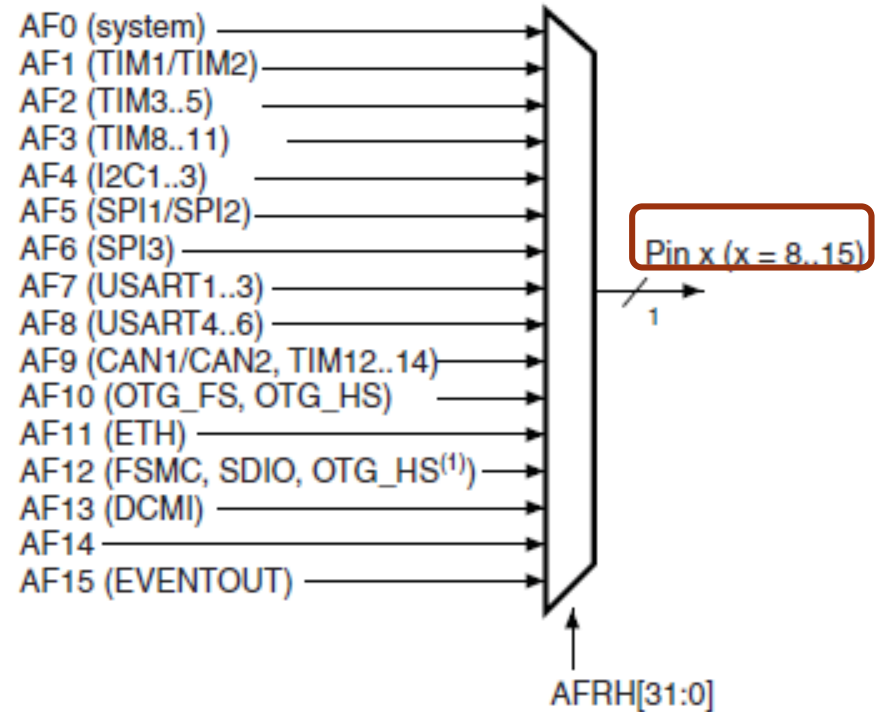 AF0 (system)
AF1 (TIM1/TIM2)
AF2 (TIM3..5)
AF3 (TIM8..11)
AF4 (I2C1..3)
AF5 (SPI1/SPI2)
AF6 (SPI3)
AF7 (USART1..3)
AF8 (USART4..6)
AF9 (CAN1/CAN2, TIM12..14)
AF10 (OTG_FS, OTG_HS)
AF11 (ETH)
AF12 (FSMC, SDIO, OTG_HS(1))
AF13 (DCMI)
AF14
AF15 (EVENTOUT)
Pin x (x = 8..15)
1
AFRH[31:0]